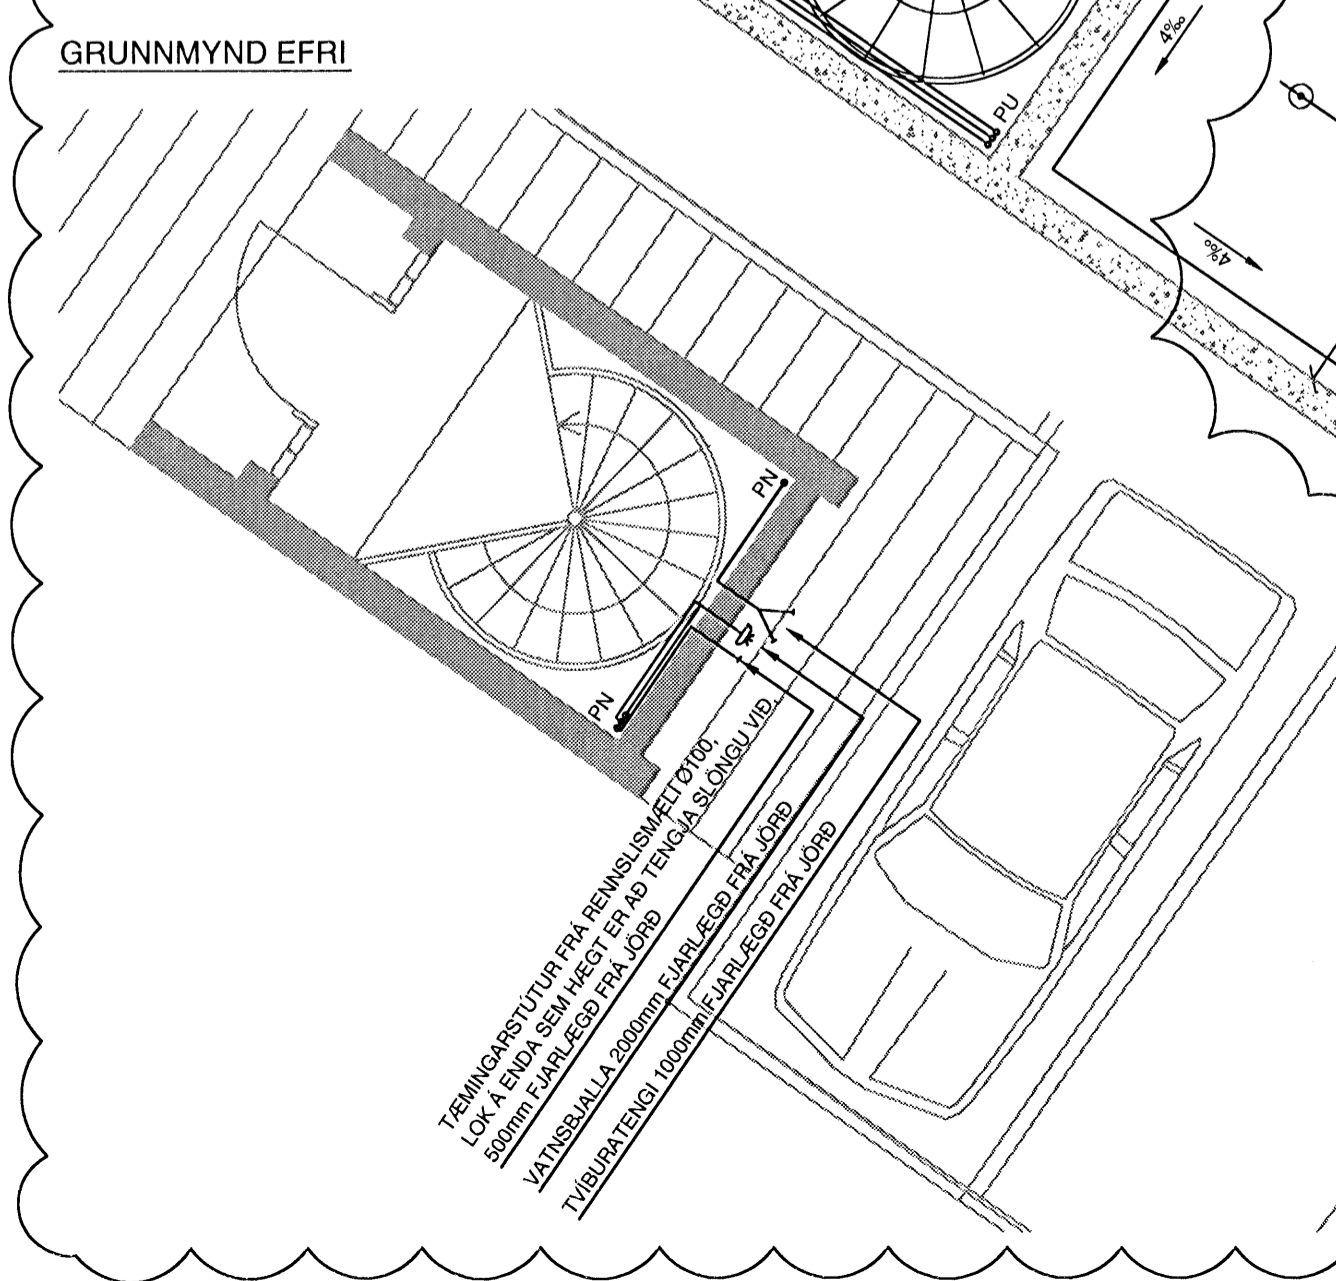 GRUNNMYND EFRI
PU
4‰
4‰
PN
PN
TÆMINGARSTÚTUR FRÁ RENNSLISMÆLI Ø100,
LOK Á ENDA SEM HÆGT ER AÐ TENGJA SLÖNGU VIÐ,
500mm FJARLÆGÐ FRÁ JÖRÐ
VATNSBJALLA 2000mm FJARLÆGÐ FRÁ JÖRÐ
TVÍBURATENGI 1000mm FJARLÆGÐ FRÁ JÖRÐ